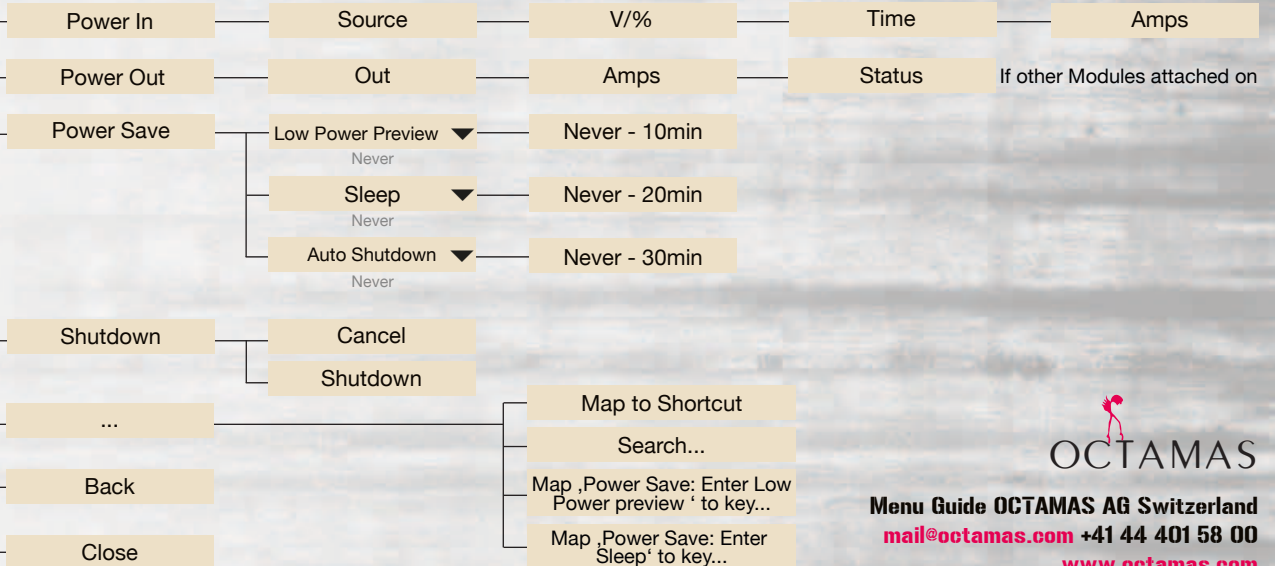 Power In
Source
V/%
Time
Amps
Power Out
Out
Amps
Status
If other Modules attached on
Power Save
Low Power Preview
Never - 10min
Never
Sleep
Never - 20min
Never
Auto Shutdown
Never - 30min
Never
Shutdown
Cancel
Shutdown
...
Map to Shortcut
Search...
Map ‚Power Save: Enter Low
Power preview ‘ to key...
Map ‚Power Save: Enter
Sleep‘ to key...
Back
Close
OCTAMAS
Menu Guide OCTAMAS AG Switzerland
mail@octamas.com +41 44 401 58 00
www.octamas.com